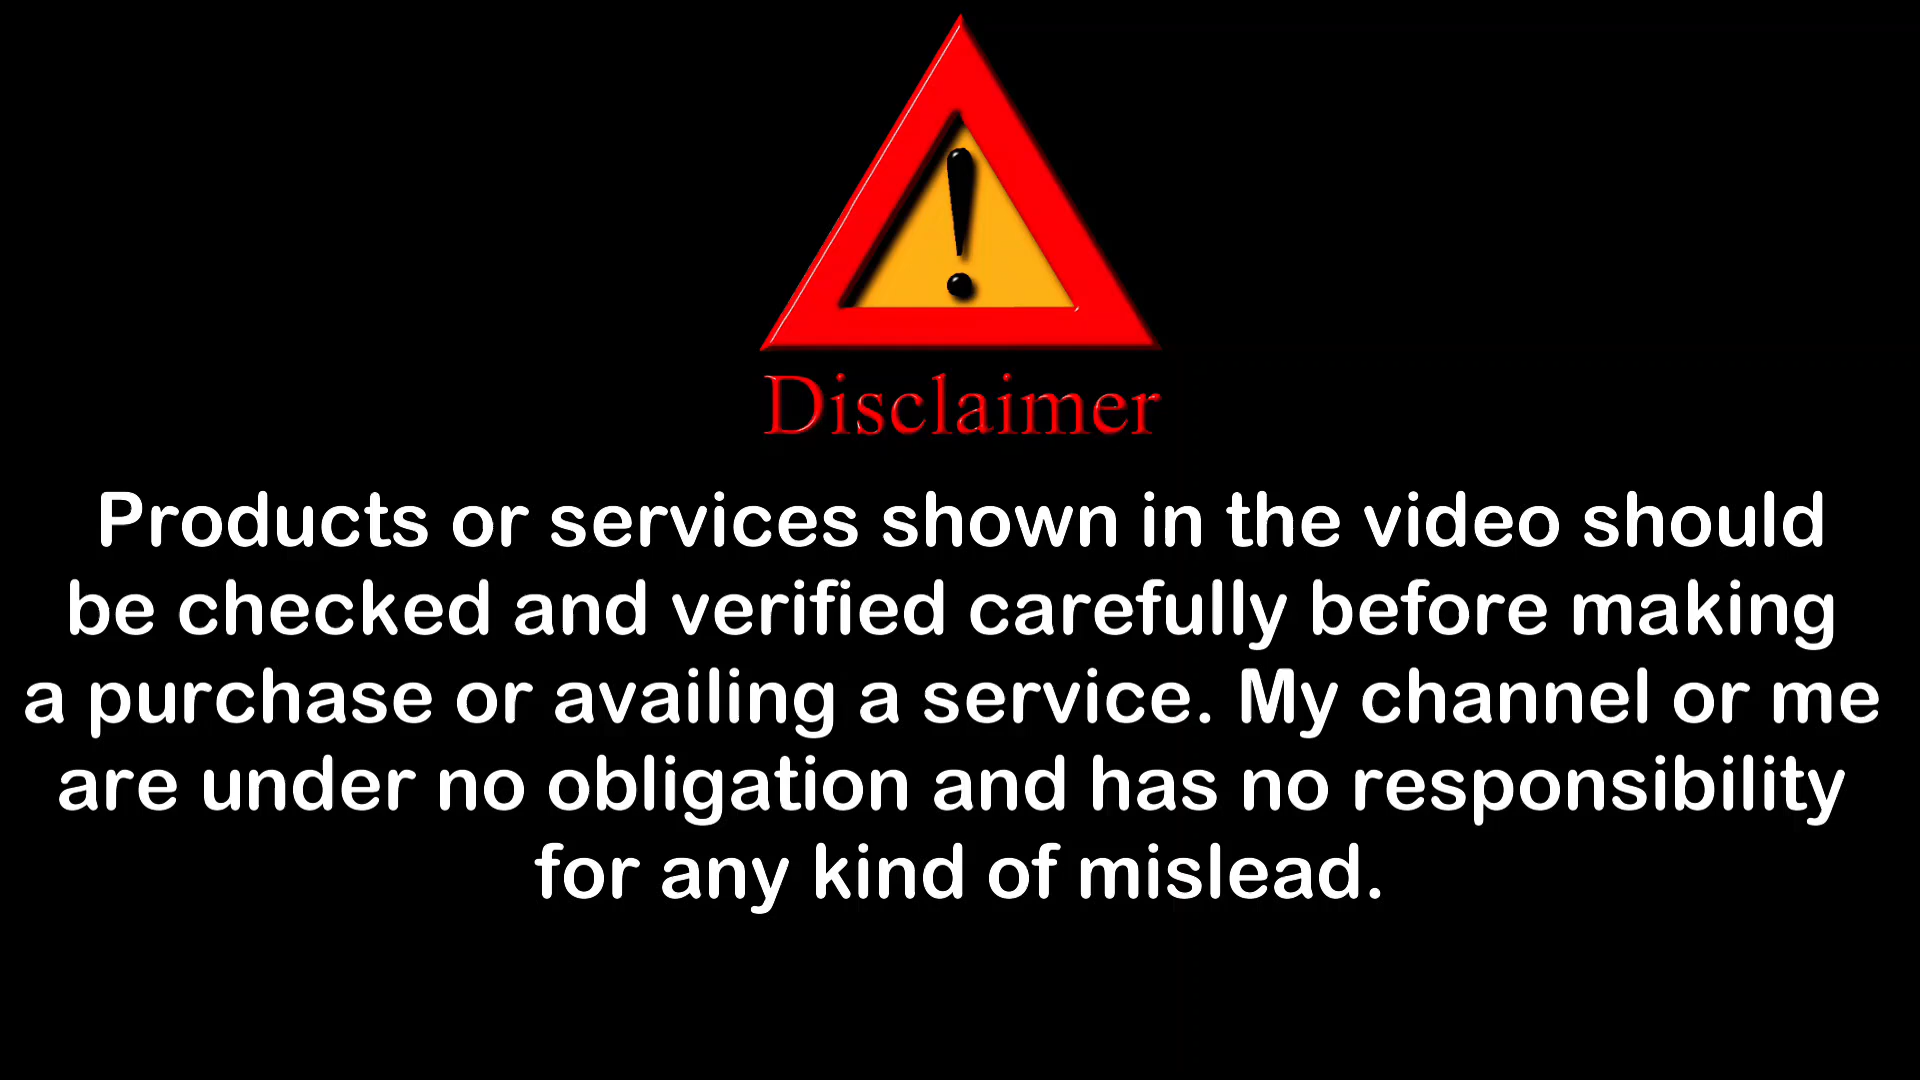 Disclaimer
Products or services shown in the video should
be checked and verified carefully before making
a purchase or availing a service. My channel or me
are under no obligation and has no responsibility
for any kind of mislead.